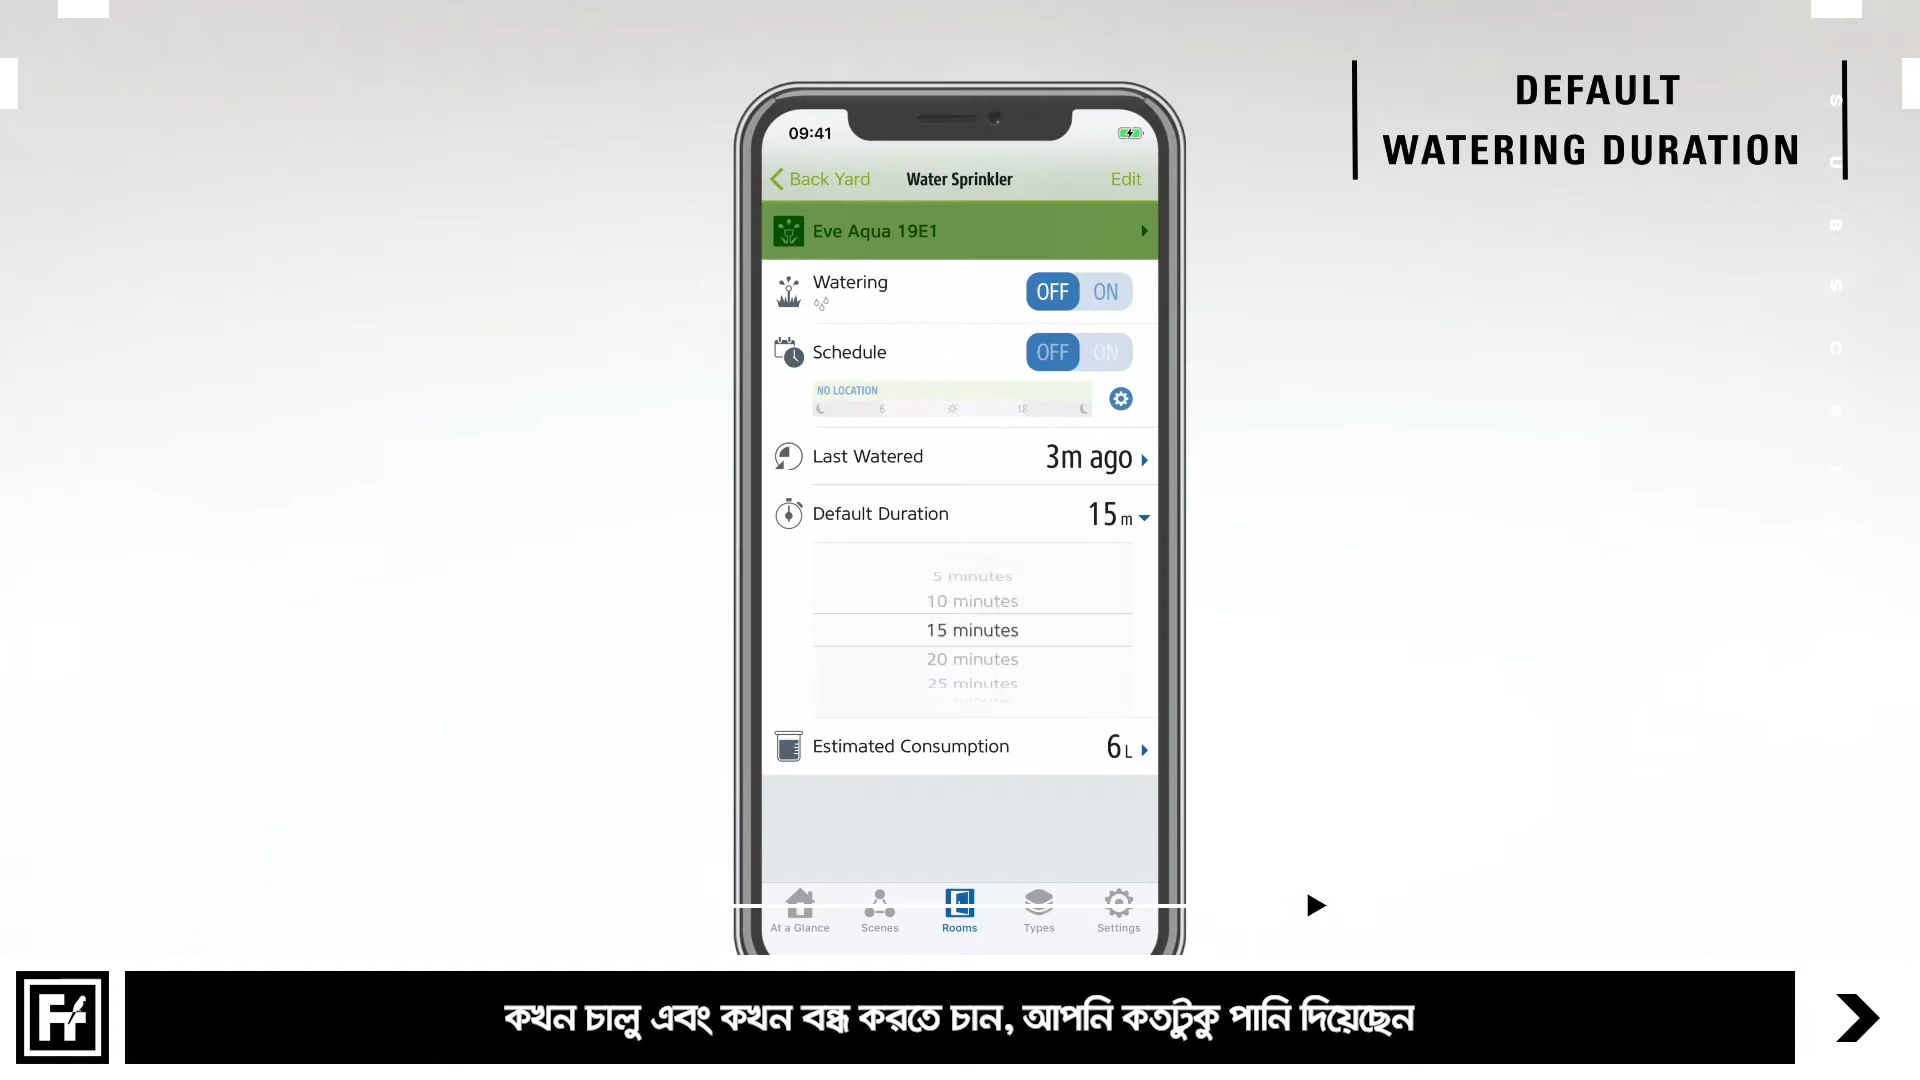 DEFAULT
WATERING DURATION
09:41
Back Yard
Water Sprinkler
Edit
Eve Aqua 19E1
Watering
OFF ON
Schedule
OFF ON
NO LOCATION
6 18
Last Watered
3m ago
Default Duration
15 m
5 minutes
10 minutes
15 minutes
20 minutes
25 minutes
Estimated Consumption
6 L
At a Glance
Scenes
Rooms
Types
Settings
কখন চালু এবং কখন বন্ধ করতে চান, আপনি কতটুকু পানি দিয়েছেন